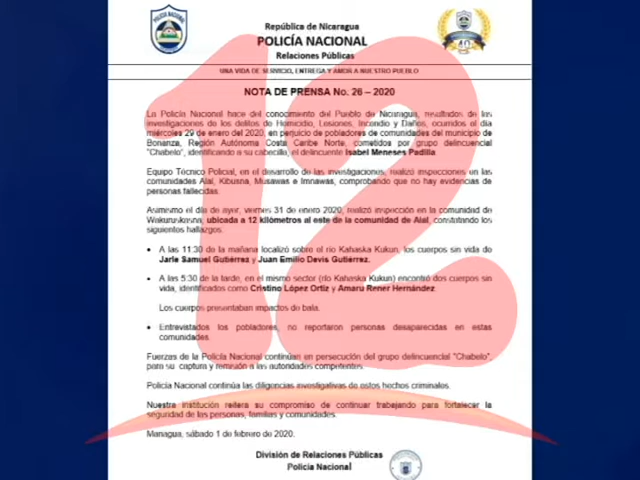 República de Nicaragua
POLICÍA NACIONAL
Relaciones Públicas
UNA VIDA DE SERVICIO, ENTREGA Y AMOR A NUESTRO PUEBLO
NOTA DE PRENSA No. 26 – 2020
La Policía Nacional hace del conocimiento del Pueblo de Nicaragua, resultados de las
investigaciones de los delitos de Homicidio, Lesiones, Incendio y Daños, ocurridos el día
miércoles 29 de enero del 2020, en perjuicio de pobladores de comunidades del municipio de
Bonanza, Región Autónoma Costa Caribe Norte, cometidos por grupo delincuencial
"Chabelo", identificando a su cabecilla, el delincuente Isabel Meneses Padilla.
Equipo Técnico Policial, en el desarrollo de las investigaciones, realizó inspecciones en las
comunidades Alal, Kibusna, Musawas e Imnawas, comprobando que no hay evidencias de
personas fallecidas.
Asimismo el día de ayer, viernes 31 de enero 2020, realizó inspección en la comunidad de
Wakuruskasna, ubicada a 12 kilómetros al este de la comunidad de Alal, constatando los
siguientes hallazgos:
• A las 11:30 de la mañana localizó sobre el río Kahaska Kukun, los cuerpos sin vida de
Jarle Samuel Gutiérrez y Juan Emilio Devis Gutiérrez.
• A las 5:30 de la tarde, en el mismo sector (río Kahaska Kukun) encontró dos cuerpos sin
vida, identificados como Cristino López Ortiz y Amaru Rener Hernández.
Los cuerpos presentaban impactos de bala.
• Entrevistados los pobladores, no reportaron personas desaparecidas en estas
comunidades.
Fuerzas de la Policía Nacional continúan en persecución del grupo delincuencial "Chabelo",
para su captura y remisión a las autoridades competentes.
Policía Nacional continúa las diligencias investigativas de estos hechos criminales.
Nuestra institución reitera su compromiso de continuar trabajando para fortalecer la
seguridad de las personas, familias y comunidades.
Managua, sábado 1 de febrero de 2020.
División de Relaciones Públicas
Policía Nacional
12